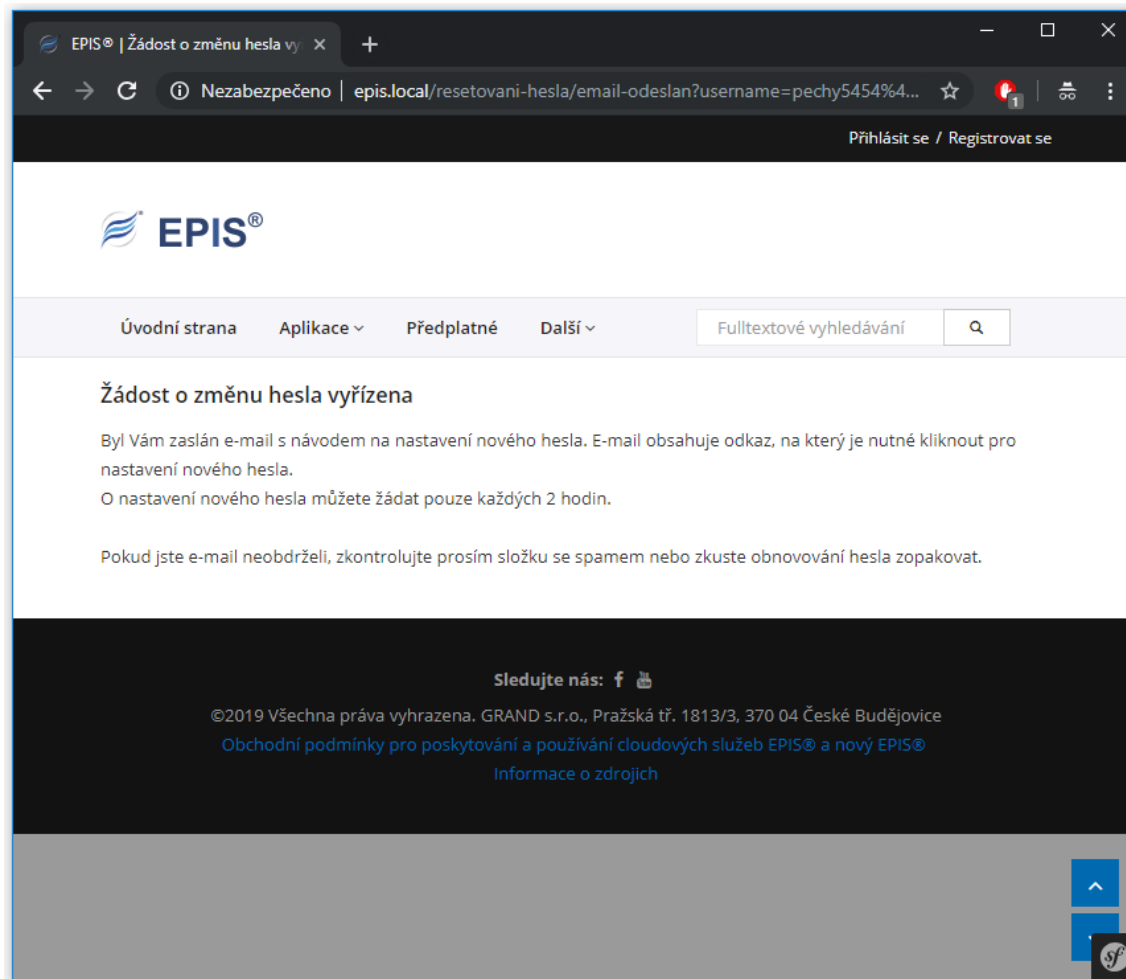 EPIS® | Žádost o změnu hesla vy
Nezabezpečeno | epis.local/resetovani-hesla/email-odeslan?username=pechy5454%4...
1
Přihlásit se / Registrovat se
EPIS®
Úvodní strana Aplikace Předplatné Další Fulltextové vyhledávání
Žádost o změnu hesla vyřízena
Byl Vám zaslán e-mail s návodem na nastavení nového hesla. E-mail obsahuje odkaz, na který je nutné kliknout pro
nastavení nového hesla.
O nastavení nového hesla můžete žádat pouze každých 2 hodin.
Pokud jste e-mail neobdrželi, zkontrolujte prosím složku se spamem nebo zkuste obnovování hesla zopakovat.
Sledujte nás:
©2019 Všechna práva vyhrazena. GRAND s.r.o., Pražská tř. 1813/3, 370 04 České Budějovice
Obchodní podmínky pro poskytování a používání cloudových služeb EPIS® a nový EPIS®
Informace o zdrojich
sf